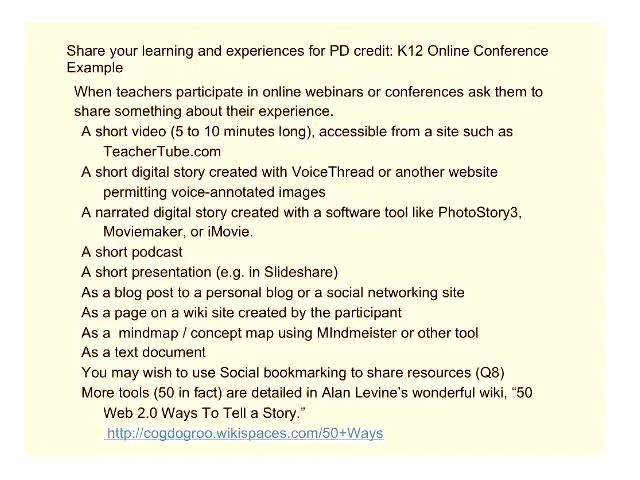 Share your learning and experiences for PD credit: K12 Online Conference
Example
When teachers participate in online webinars or conferences ask them to
share something about their experience.
A short video (5 to 10 minutes long), accessible from a site such as
TeacherTube.com
A short digital story created with VoiceThread or another website
permitting voice-annotated images
A narrated digital story created with a software tool like PhotoStory3,
Moviemaker, or iMovie.
A short podcast
A short presentation (e.g. in Slideshare)
As a blog post to a personal blog or a social networking site
As a page on a wiki site created by the participant
As a  mindmap / concept map using MIndmeister or other tool
As a text document
You may wish to use Social bookmarking to share resources (Q8)
More tools (50 in fact) are detailed in Alan Levine's wonderful wiki, “50
Web 2.0 Ways To Tell a Story.”
http://cogdogroo.wikispaces.com/50+Ways